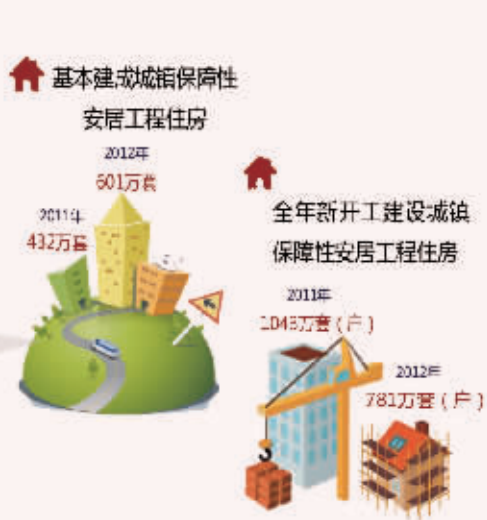 基本建成城镇保障性
安居工程住房
2012年
601万套
2011年
432万套
全年新开工建设城镇
保障性安居工程住房
2011年
1043万套（户）
2012年
781万套（户）